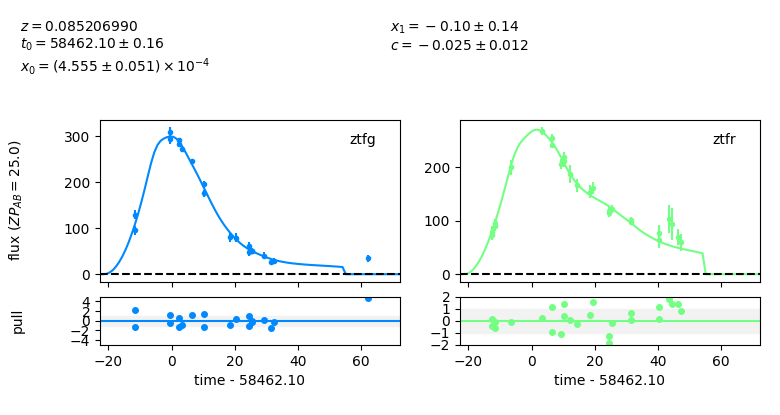 z = 0.085206990
t₀ = 58462.10 ± 0.16
x₀ = (4.555 ± 0.051) × 10⁻⁴
x₁ = −0.10 ± 0.14
c = −0.025 ± 0.012
flux (ZP_AB = 25.0)
300
200
100
0
ztfg
200
100
0
ztfr
pull
4
2
0
−2
−4
2
1
0
−1
−2
−20 0 20 40 60
−20 0 20 40 60
time - 58462.10
time - 58462.10